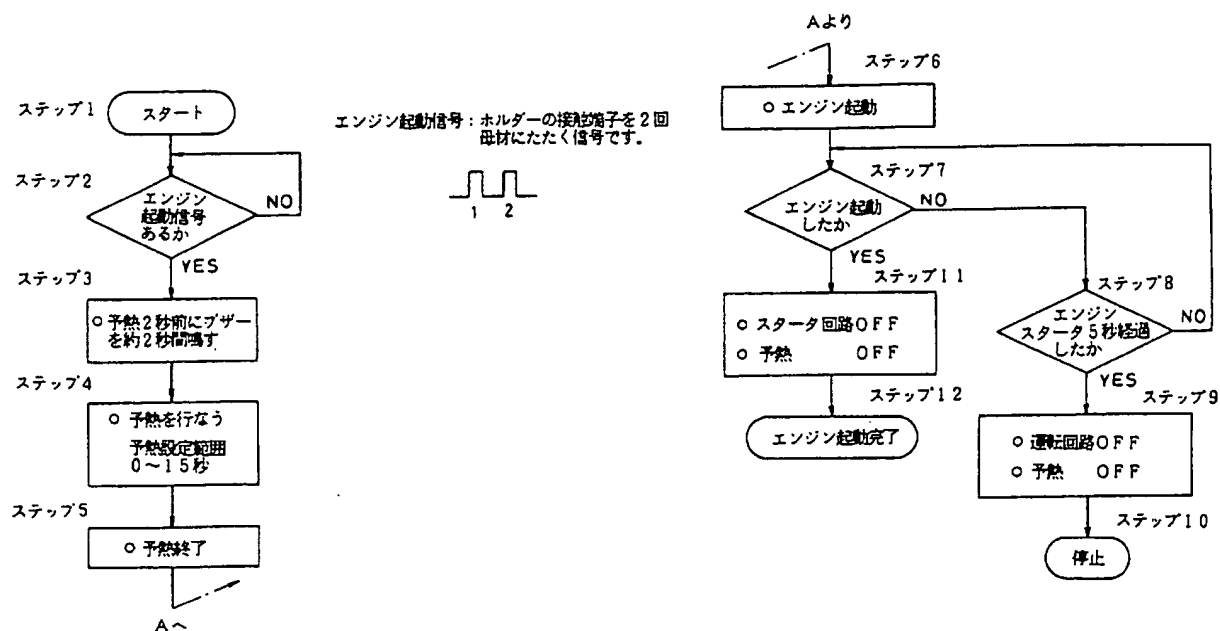 ステップ1
スタート
ステップ2
エンジン
起動信号
あるか
NO
YES
ステップ3
○ 予熱2秒前にブザー
を約2秒間鳴す
ステップ4
○ 予熱を行なう
予熱設定範囲
0〜15秒
ステップ5
○ 予熱終了
Aへ
エンジン起動信号:ホルダーの接触端子を2回
母材にたたく信号です。
1 2
Aより
ステップ6
○ エンジン起動
ステップ7
エンジン起動
したか
NO
YES
ステップ11
○ スタータ回路OFF
○ 予熱 OFF
ステップ12
エンジン起動完了
ステップ8
エンジン
スタータ5秒経過
したか
NO
YES
ステップ9
○ 運転回路OFF
○ 予熱 OFF
ステップ10
停止